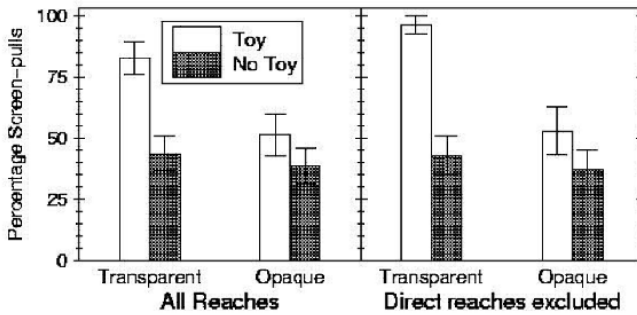 Percentage Screen-pulls
100
75
50
25
0
Toy
No Toy
Transparent Opaque Transparent Opaque
All Reaches Direct reaches excluded